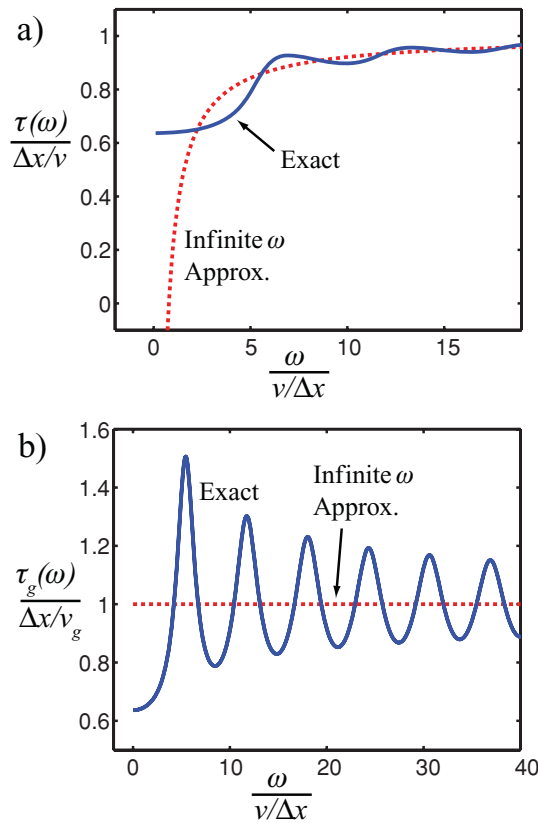 a)
1
0.8
0.6
0.4
0.2
0
τ(ω)
Δx/v
Exact
Infinite ω
Approx.
0 5 10 15
ω
v/Δx
b)
1.6
1.4
1.2
1
0.8
0.6
τg(ω)
Δx/vg
Exact
Infinite ω
Approx.
0 10 20 30 40
ω
v/Δx